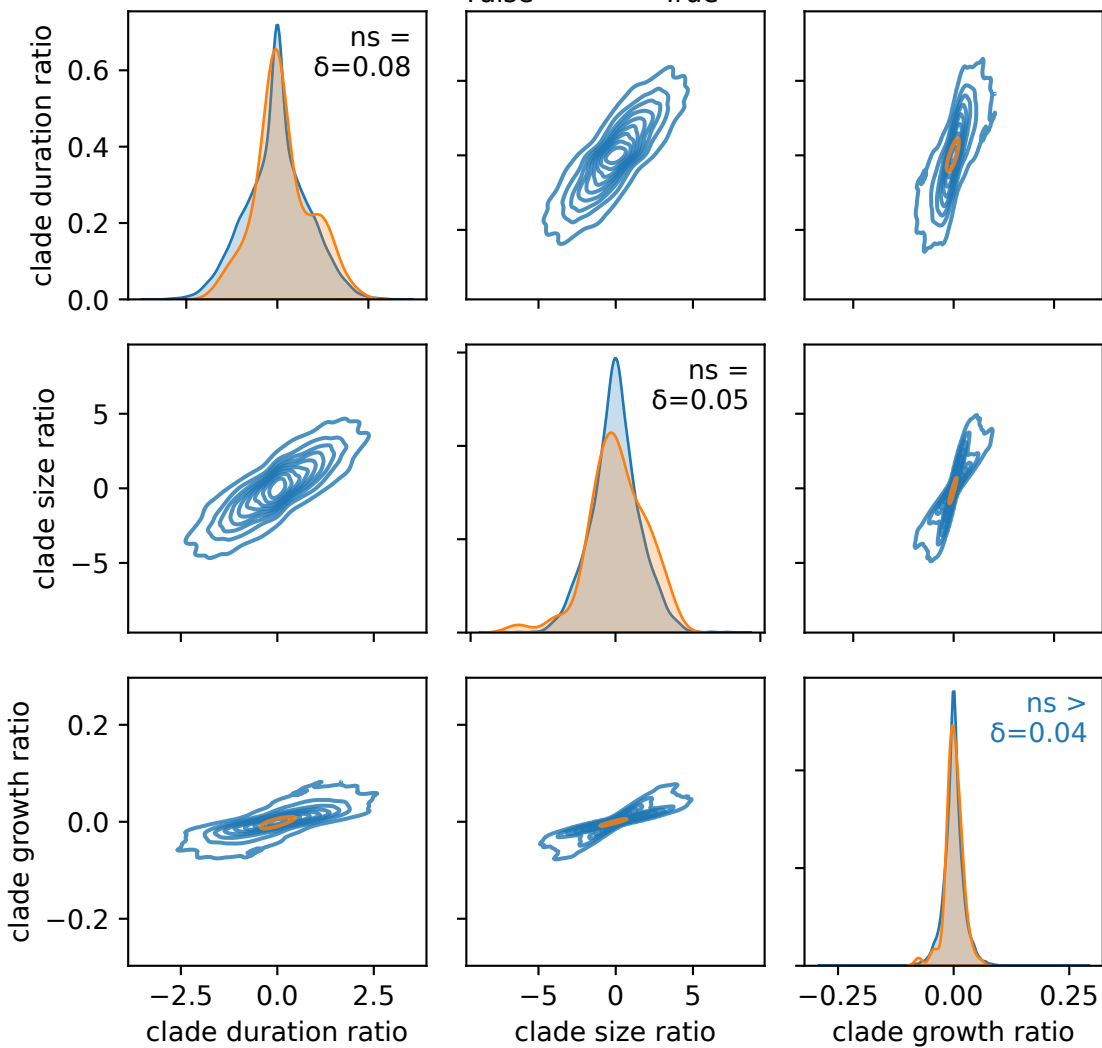 True
clade duration ratio
0.6
0.4
0.2
0.0
ns =
δ=0.08
clade size ratio
5
0
−5
ns =
δ=0.05
clade growth ratio
0.2
0.0
−0.2
ns >
δ=0.04
−2.5 0.0 2.5
−5 0 5
−0.25 0.00 0.25
clade duration ratio
clade size ratio
clade growth ratio